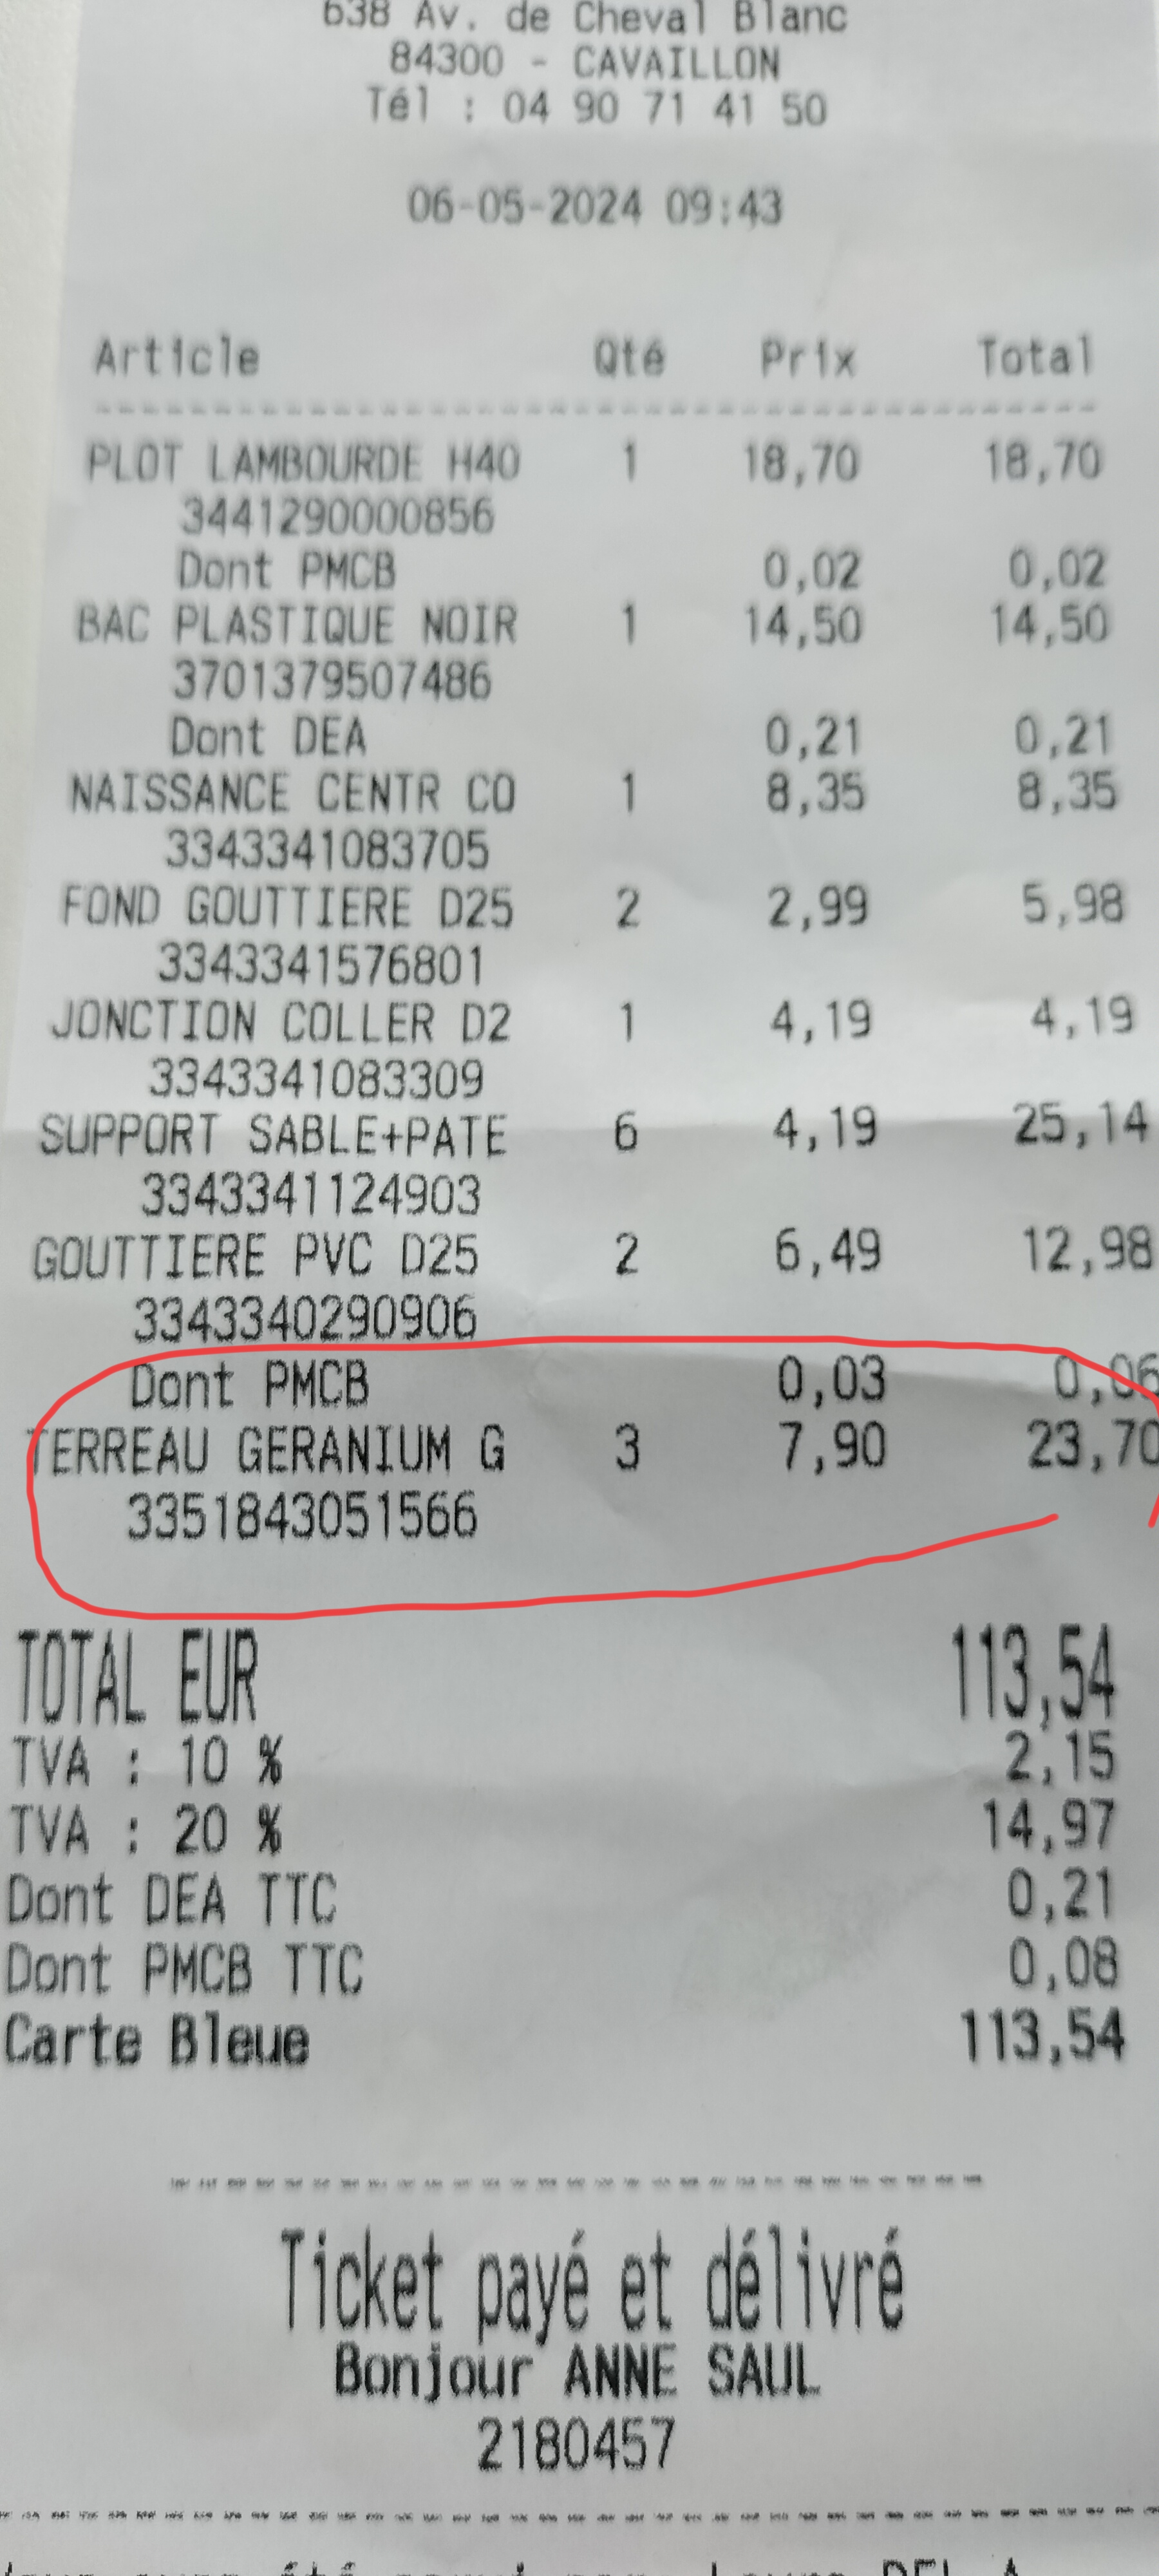 638 Av. de Cheval Blanc
84300 - CAVAILLON
Tél : 04 90 71 41 50
06-05-2024 09:43
Article Qté Prix Total
PLOT LAMBOURDE H40 1 18,70 18,70
3441290000856
Dont PMCB 0,02 0,02
BAC PLASTIQUE NOIR 1 14,50 14,50
3701379507486
Dont DEA 0,21 0,21
NAISSANCE CENTR CO 1 8,35 8,35
3343341083705
FOND GOUTTIERE D25 2 2,99 5,98
3343341576801
JONCTION COLLER D2 1 4,19 4,19
3343341083309
SUPPORT SABLE+PATE 6 4,19 25,14
3343341124903
GOUTTIERE PVC D25 2 6,49 12,98
3343340290906
Dont PMCB 0,03 0,06
TERREAU GERANIUM G 3 7,90 23,70
3351843051566
TOTAL EUR 113,54
TVA : 10 % 2,15
TVA : 20 % 14,97
Dont DEA TTC 0,21
Dont PMCB TTC 0,08
Carte Bleue 113,54
Ticket payé et délivré
Bonjour ANNE SAUL
2180457